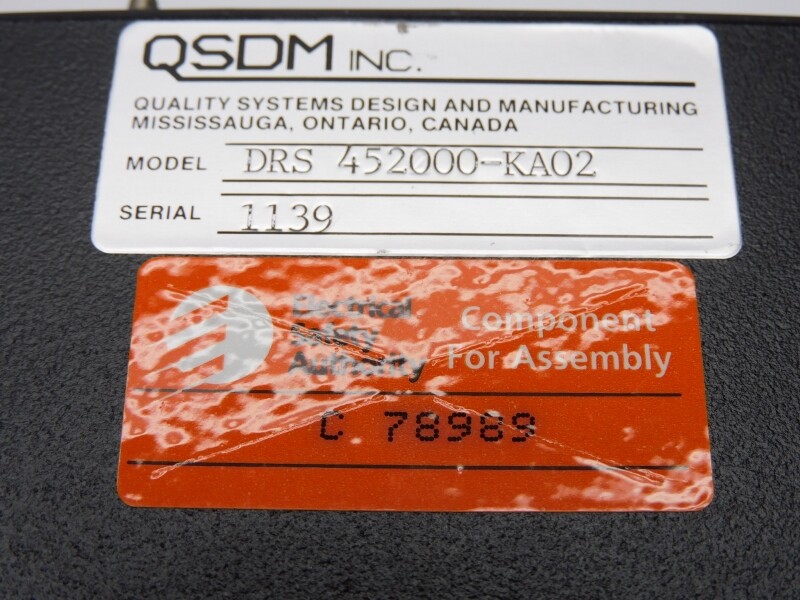 QSDM INC.
QUALITY SYSTEMS DESIGN AND MANUFACTURING
MISSISSAUGA, ONTARIO, CANADA
MODEL DRS 452000-KA02
SERIAL 1139
Electrical
Safety
Authority
Component
For Assembly
C 78989